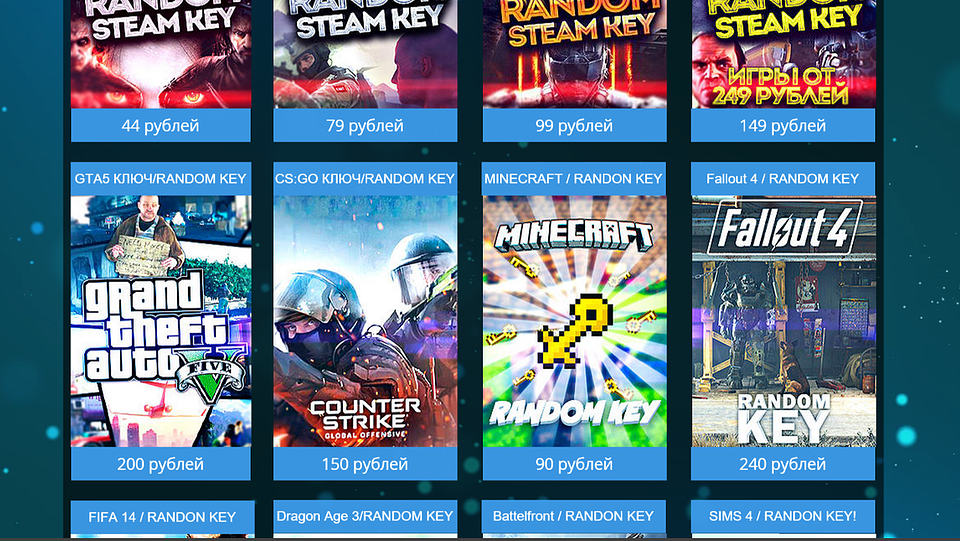 RANDOM
STEAM KEY
RANDOM
STEAM KEY
RANDOM
STEAM KEY
RANDOM
STEAM KEY
ИГРЫ ОТ
249 РУБЛЕЙ
44 рублей
79 рублей
99 рублей
149 рублей
GTA5 КЛЮЧ/RANDOM KEY
CS:GO КЛЮЧ/RANDOM KEY
MINECRAFT / RANDON KEY
Fallout 4 / RANDOM KEY
grand
theft
auto
FIVE
COUNTER
STRIKE
GLOBAL OFFENSIVE
MINECRAFT
RANDOM KEY
Fallout 4
RANDOM
KEY
200 рублей
150 рублей
90 рублей
240 рублей
FIFA 14 / RANDON KEY
Dragon Age 3/RANDOM KEY
Battelfront / RANDON KEY
SIMS 4 / RANDON KEY!